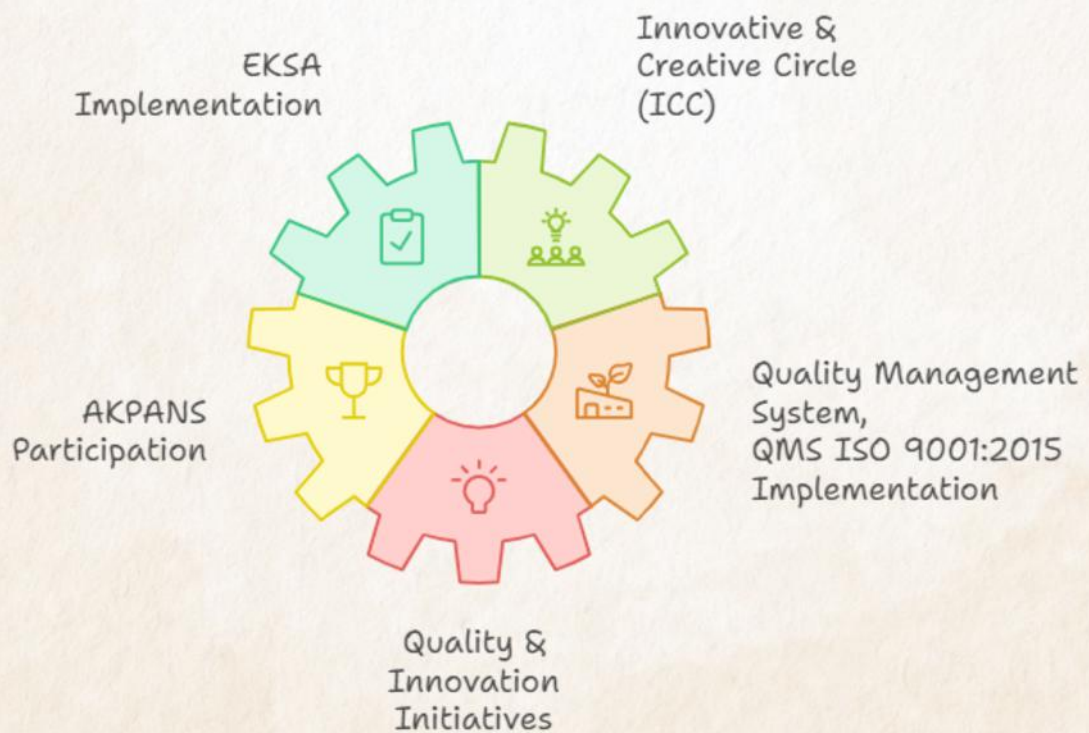 EKSA
Implementation
Innovative &
Creative Circle
(ICC)
AKPANS
Participation
Quality Management
System,
QMS ISO 9001:2015
Implementation
Quality &
Innovation
Initiatives